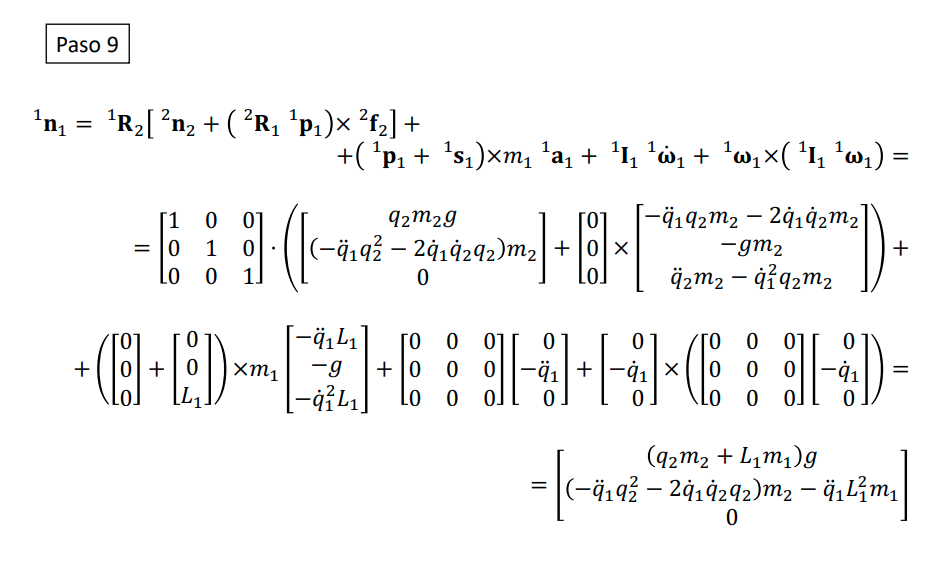 Paso 9
¹n₁ = ¹R₂[ ²n₂ + ( ²R₁ ¹p₁)× ²f₂] +
+( ¹p₁ + ¹s₁)×m₁ ¹a₁ + ¹I₁ ¹ω̇₁ + ¹ω₁×( ¹I₁ ¹ω₁) =
= [1 0 0; 0 1 0; 0 0 1] · ([q₂m₂g; (−q̈₁q₂² − 2q̇₁q̇₂q₂)m₂; 0] + [0; 0; 0] × [−q̈₁q₂m₂ − 2q̇₁q̇₂m₂; −gm₂; q̈₂m₂ − q̇₁²q₂m₂]) +
+ ([0; 0; 0] + [0; 0; L₁]) ×m₁ [−q̈₁L₁; −g; −q̇₁²L₁] + [0 0 0; 0 0 0; 0 0 0] [0; −q̈₁; 0] + [0; −q̇₁; 0] × ([0 0 0; 0 0 0; 0 0 0] [0; −q̇₁; 0]) =
= [(q₂m₂ + L₁m₁)g; (−q̈₁q₂² − 2q̇₁q̇₂q₂)m₂ − q̈₁L₁²m₁; 0]